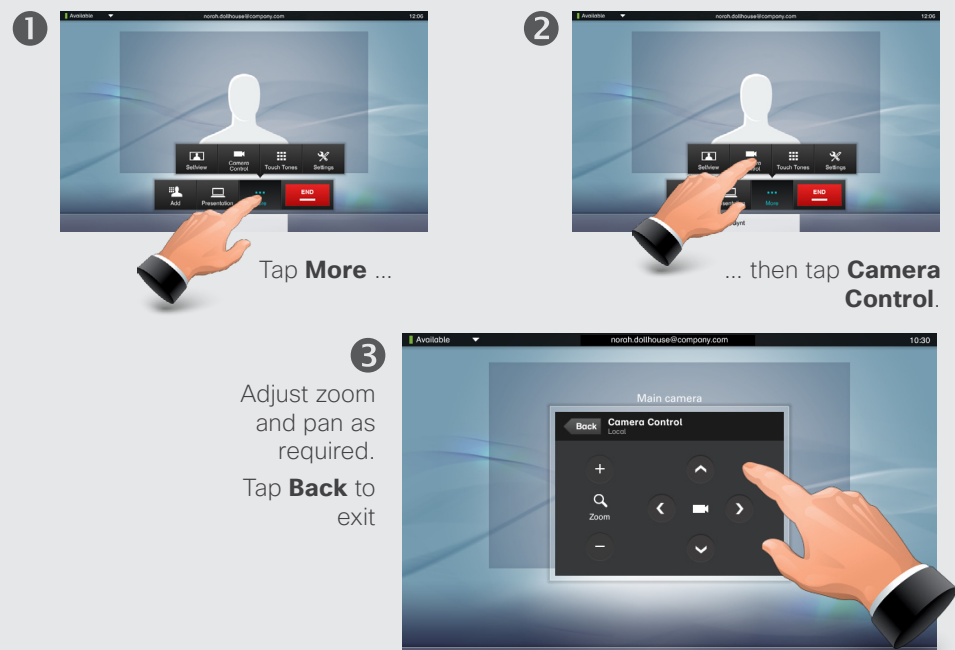 1
Available
norah.dollhouse@company.com
12:06
Selfview
Camera Control
Touch Tones
Settings
Add
Presentation
END
Tap More ...
2
Available
norah.dollhouse@company.com
12:06
Selfview
Touch Tones
Settings
More
END
... then tap Camera
Control.
3
Adjust zoom
and pan as
required.
Tap Back to
exit
Available
norah.dollhouse@company.com
10:30
Main camera
Back
Camera Control
Local
+
Zoom
−